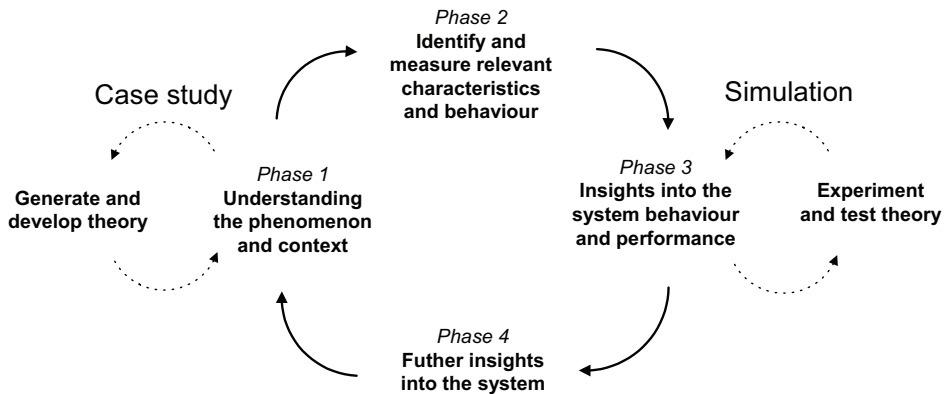 Phase 2
Identify and
measure relevant
characteristics
and behaviour
Case study
Simulation
Phase 1
Understanding
the phenomenon
and context
Generate and
develop theory
Phase 3
Insights into the
system behaviour
and performance
Experiment
and test theory
Phase 4
Futher insights
into the system